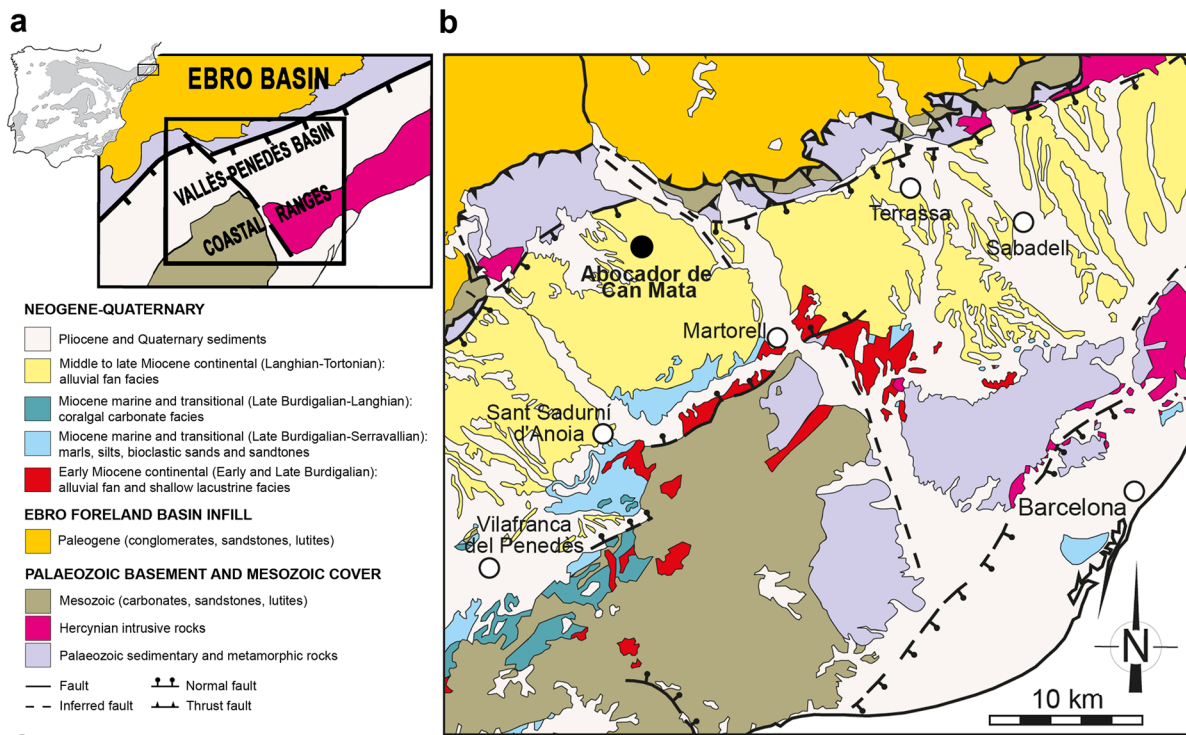 a
EBRO BASIN
VALLÈS-PENEDÈS BASIN
COASTAL
RANGES
NEOGENE-QUATERNARY
Pliocene and Quaternary sediments
Middle to late Miocene continental (Langhian-Tortonian):
alluvial fan facies
Miocene marine and transitional (Late Burdigalian-Langhian):
coralgal carbonate facies
Miocene marine and transitional (Late Burdigalian-Serravallian):
marls, silts, bioclastic sands and sandtones
Early Miocene continental (Early and Late Burdigalian):
alluvial fan and shallow lacustrine facies
EBRO FORELAND BASIN INFILL
Paleogene (conglomerates, sandstones, lutites)
PALAEOZOIC BASEMENT AND MESOZOIC COVER
Mesozoic (carbonates, sandstones, lutites)
Hercynian intrusive rocks
Palaeozoic sedimentary and metamorphic rocks
Fault
Normal fault
Inferred fault
Thrust fault
b
Terrassa
Sabadell
Abocador de
Can Mata
Martorell
Sant Sadurní
d'Anoia
Vilafranca
del Penedès
Barcelona
N
10 km